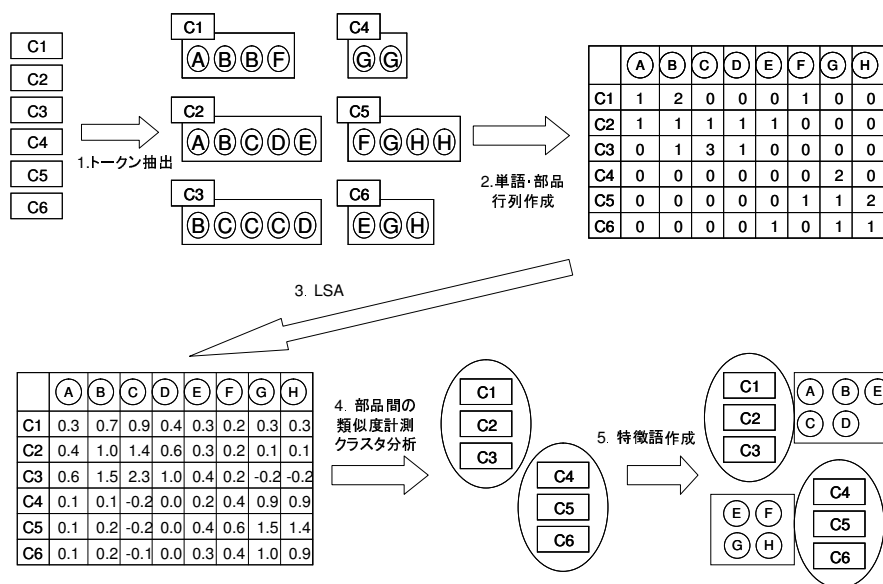 C1
C2
C3
C4
C5
C6
1.トークン抽出
C1
A B B F
C4
G G
C2
A B C D E
C5
F G H H
C3
B C C C D
C6
E G H
2.単語・部品
行列作成
A B C D E F G H
C1 1 2 0 0 0 1 0 0
C2 1 1 1 1 1 0 0 0
C3 0 1 3 1 0 0 0 0
C4 0 0 0 0 0 0 2 0
C5 0 0 0 0 0 1 1 2
C6 0 0 0 0 1 0 1 1
3. LSA
A B C D E F G H
C1 0.3 0.7 0.9 0.4 0.3 0.2 0.3 0.3
C2 0.4 1.0 1.4 0.6 0.3 0.2 0.1 0.1
C3 0.6 1.5 2.3 1.0 0.4 0.2 -0.2 -0.2
C4 0.1 0.1 -0.2 0.0 0.2 0.4 0.9 0.9
C5 0.1 0.2 -0.2 0.0 0.4 0.6 1.5 1.4
C6 0.1 0.2 -0.1 0.0 0.3 0.4 1.0 0.9
4. 部品間の
類似度計測
クラスタ分析
C1
C2
C3
C4
C5
C6
5. 特徴語作成
C1
C2
C3
A B E
C D
E F
G H
C4
C5
C6